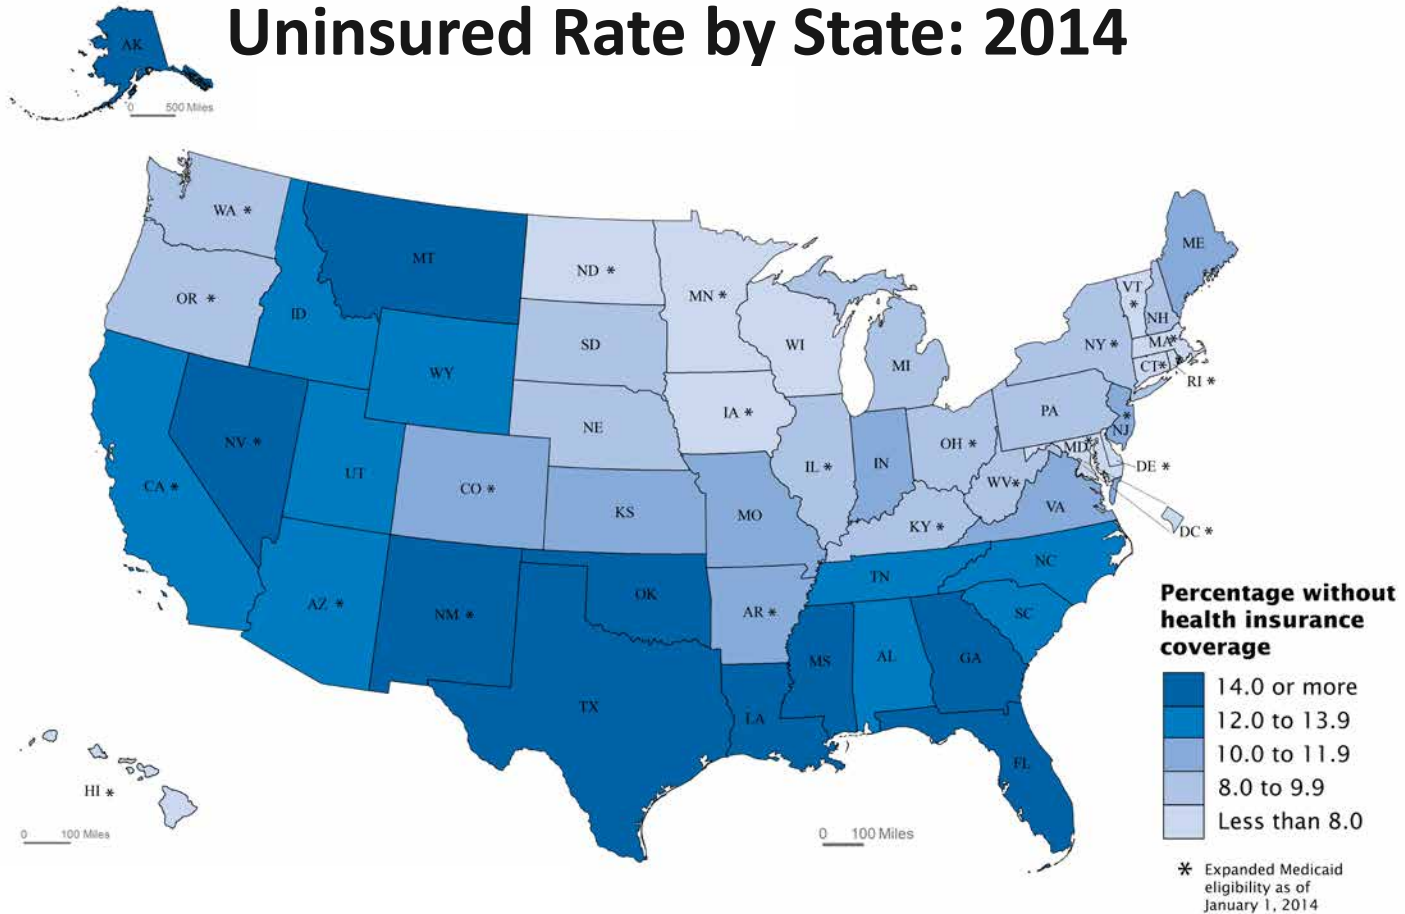 Uninsured Rate by State: 2014
AK
0 500 Miles
WA *
MT
ND *
MN *
ME
VT
*
NH
OR *
ID
SD
WI
MI
NY *
MA*
CT*
RI *
WY
IA *
PA
NJ
*
NV *
UT
CO *
NE
IL *
IN
OH *
MD*
DE *
WV*
VA
DC *
CA *
KS
MO
KY *
AZ *
NM *
OK
AR *
TN
NC
SC
MS
AL
GA
TX
LA
FL
HI *
0 100 Miles
0 100 Miles
Percentage without
health insurance
coverage
14.0 or more
12.0 to 13.9
10.0 to 11.9
8.0 to 9.9
Less than 8.0
* Expanded Medicaid
eligibility as of
January 1, 2014